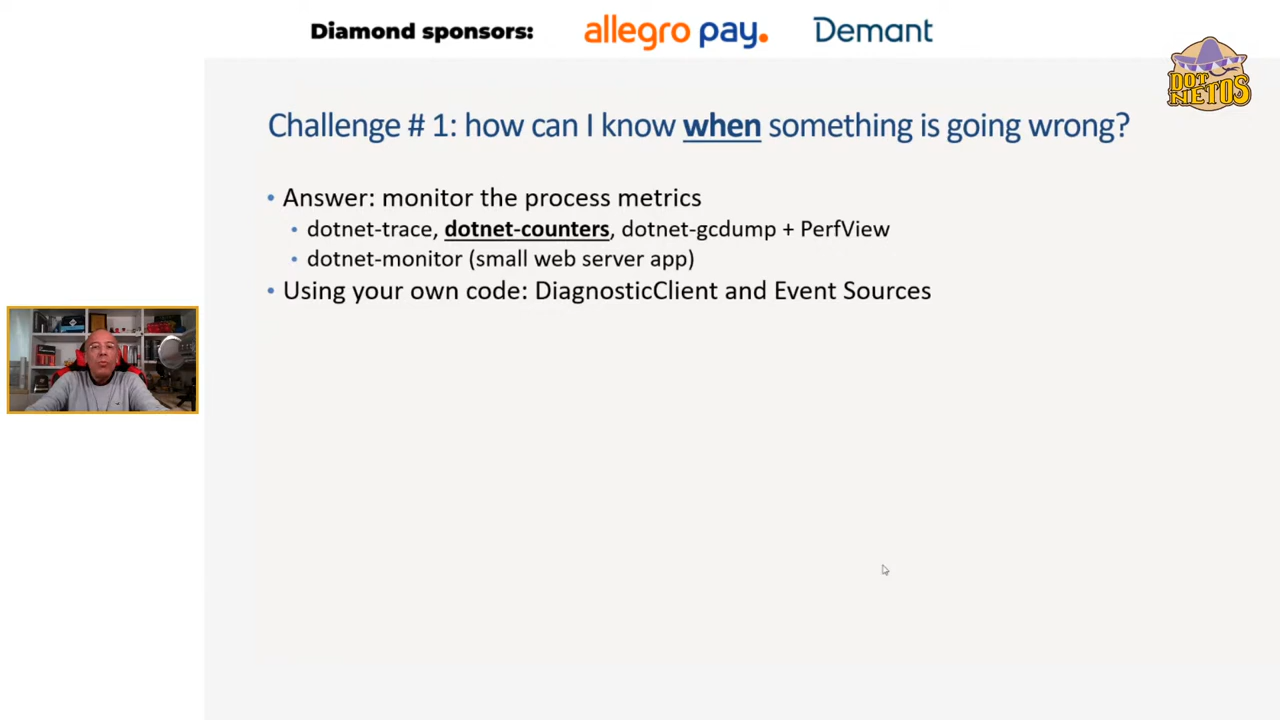 Diamond sponsors: allegro pay. Demant
DOT NETOS
Challenge # 1: how can I know when something is going wrong?
• Answer: monitor the process metrics
• dotnet-trace, dotnet-counters, dotnet-gcdump + PerfView
• dotnet-monitor (small web server app)
• Using your own code: DiagnosticClient and Event Sources